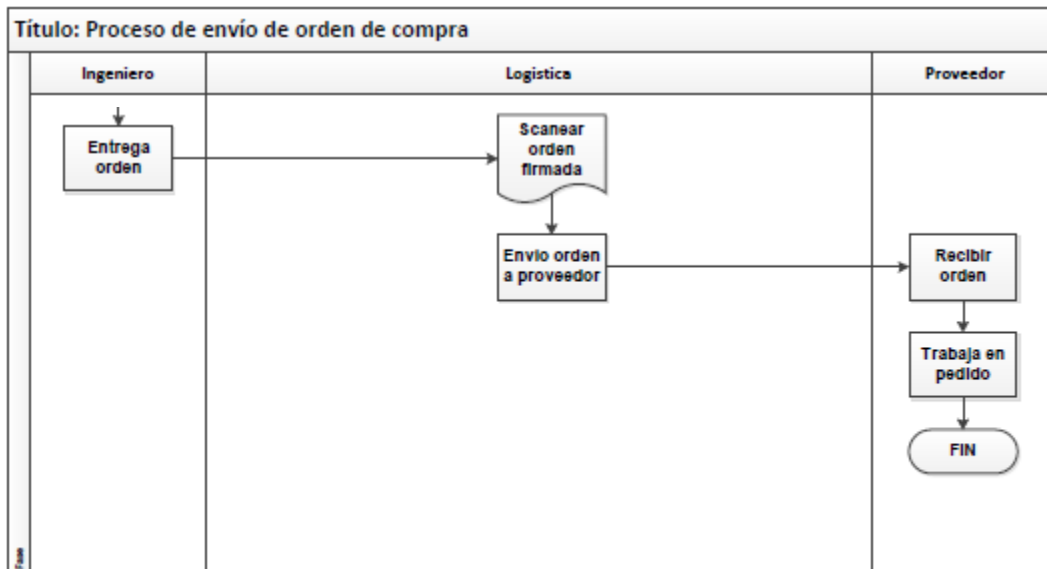 Título: Proceso de envío de orden de compra
Ingeniero
Logistica
Proveedor
Entrega
orden
Scanear
orden
firmada
Envio orden
a proveedor
Recibir
orden
Trabaja en
pedido
FIN
Fase